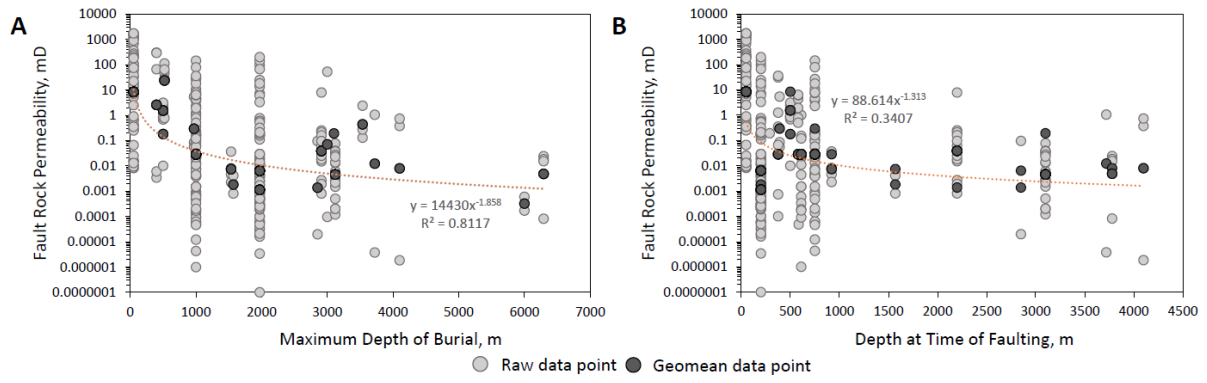 A
Fault Rock Permeability, mD
10000
1000
100
10
1
0.1
0.01
0.001
0.0001
0.00001
0.000001
0.0000001
y = 14430x^-1.858
R² = 0.8117
0 1000 2000 3000 4000 5000 6000 7000
Maximum Depth of Burial, m
B
Fault Rock Permeability, mD
10000
1000
100
10
1
0.1
0.01
0.001
0.0001
0.00001
0.000001
0.0000001
y = 88.614x^-1.313
R² = 0.3407
0 500 1000 1500 2000 2500 3000 3500 4000 4500
Depth at Time of Faulting, m
Raw data point Geomean data point